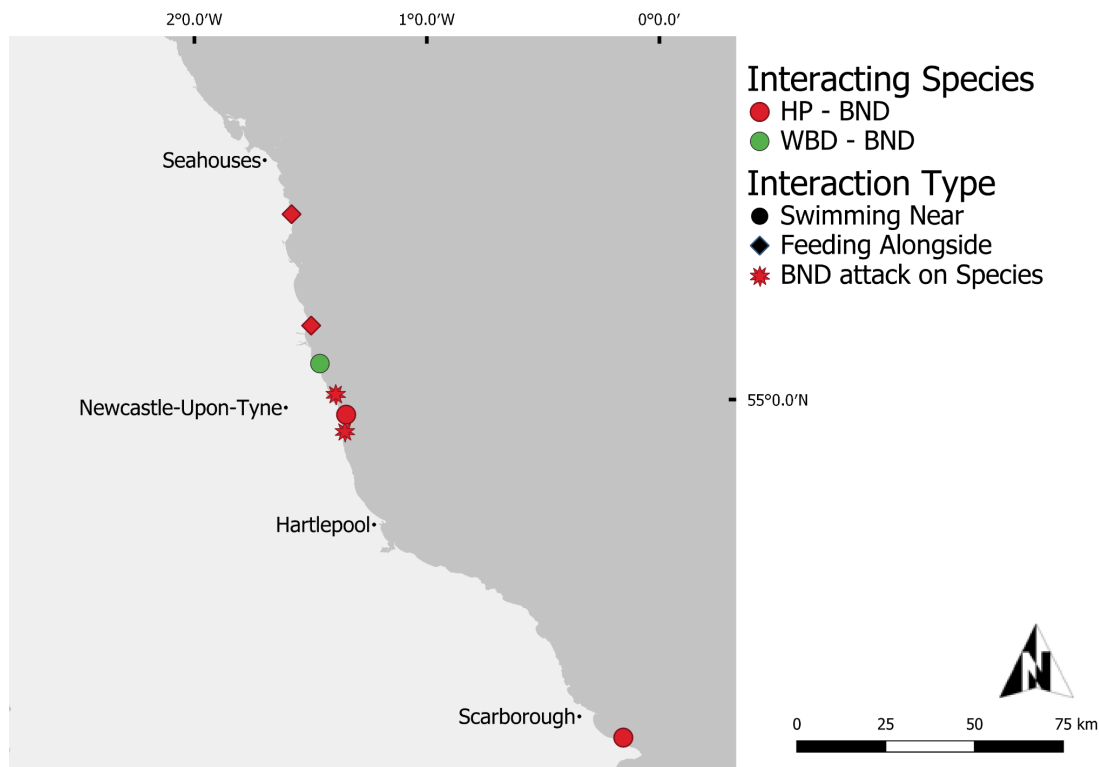 2°0.0′W 1°0.0′W 0°0.0′
Interacting Species
HP - BND
WBD - BND
Seahouses
Interaction Type
Swimming Near
Feeding Alongside
BND attack on Species
Newcastle-Upon-Tyne
55°0.0′N
Hartlepool
N
Scarborough
0 25 50 75 km